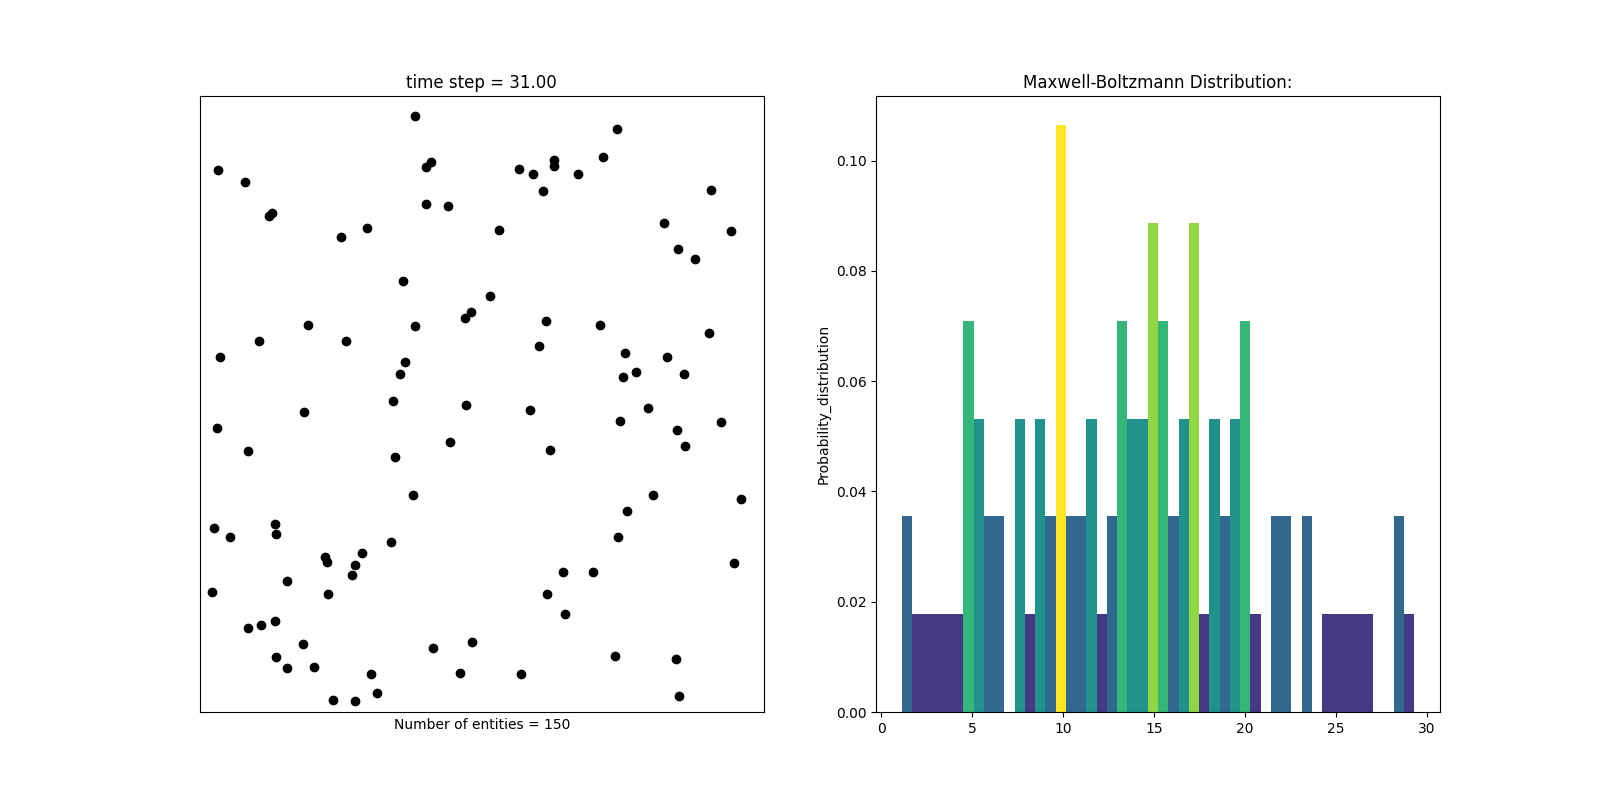 time step = 31.00
Number of entities = 150
Maxwell-Boltzmann Distribution:
Probability_distribution
0.10
0.08
0.06
0.04
0.02
0.00
0 5 10 15 20 25 30